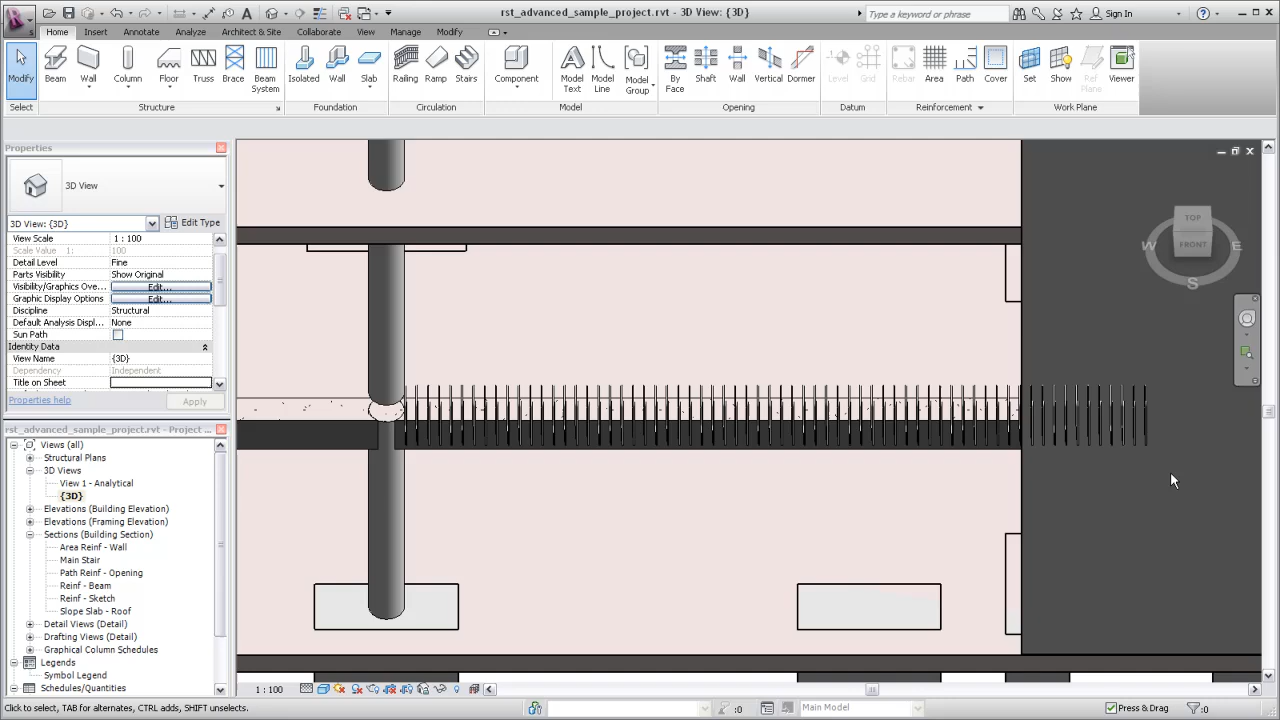 rst_advanced_sample_project.rvt - 3D View: {3D}
Type a keyword or phrase
Sign In
Home Insert Annotate Analyze Architect & Site Collaborate View Manage Modify
Modify Beam Wall Column Floor Truss Brace Beam System Isolated Wall Slab Railing Ramp Stairs Component Model Text Model Line Model Group By Face Shaft Wall Vertical Dormer Level Grid Rebar Area Path Cover Set Show Ref Plane Viewer
Select Structure Foundation Circulation Model Opening Datum Reinforcement Work Plane
Properties
3D View
3D View: {3D} Edit Type
View Scale 1 : 100
Scale Value 1: 100
Detail Level Fine
Parts Visibility Show Original
Visibility/Graphics Ove... Edit...
Graphic Display Options Edit...
Discipline Structural
Default Analysis Displ... None
Sun Path
Identity Data
View Name {3D}
Dependency Independent
Title on Sheet
Properties help Apply
rst_advanced_sample_project.rvt - Project ...
Views (all)
Structural Plans
3D Views
View 1 - Analytical
{3D}
Elevations (Building Elevation)
Elevations (Framing Elevation)
Sections (Building Section)
Area Reinf - Wall
Main Stair
Path Reinf - Opening
Reinf - Beam
Reinf - Sketch
Slope Slab - Roof
Detail Views (Detail)
Drafting Views (Detail)
Graphical Column Schedules
Legends
Symbol Legend
Schedules/Quantities
TOP
W FRONT E
S
1 : 100
Click to select, TAB for alternates, CTRL adds, SHIFT unselects.
:0
Main Model
Press & Drag
:0